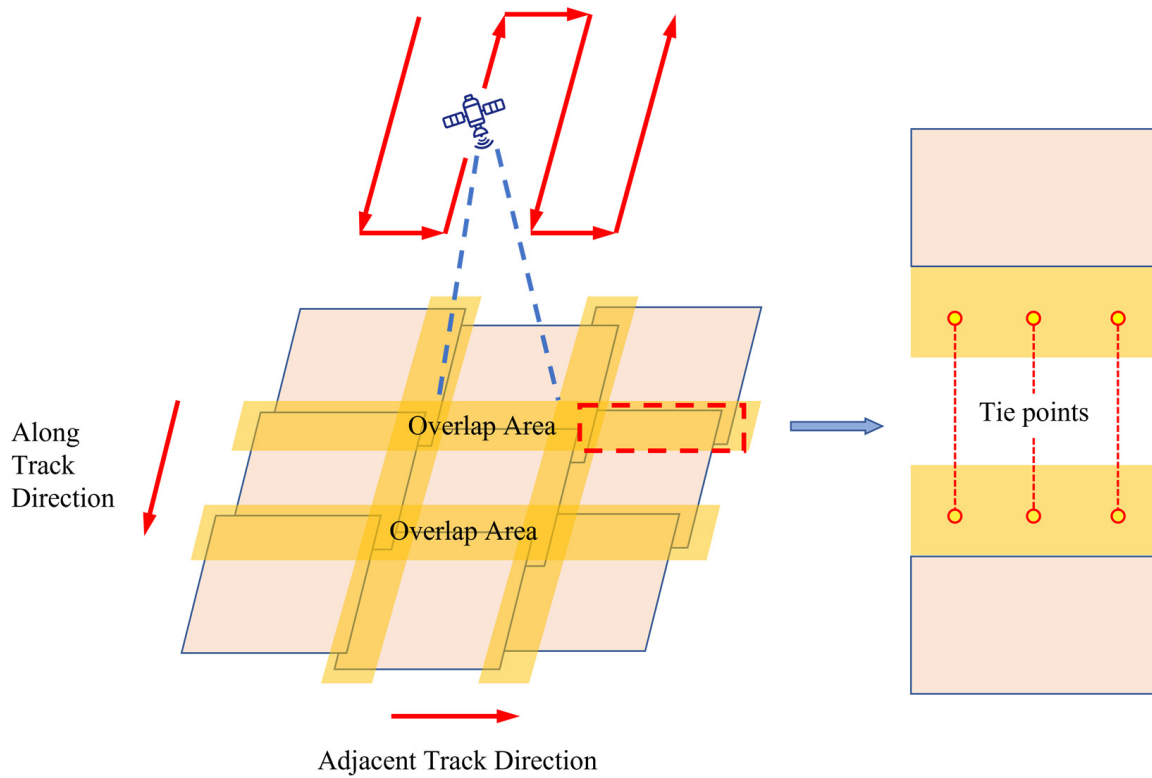 Overlap Area
Tie points
Along
Track
Direction
Overlap Area
Adjacent Track Direction